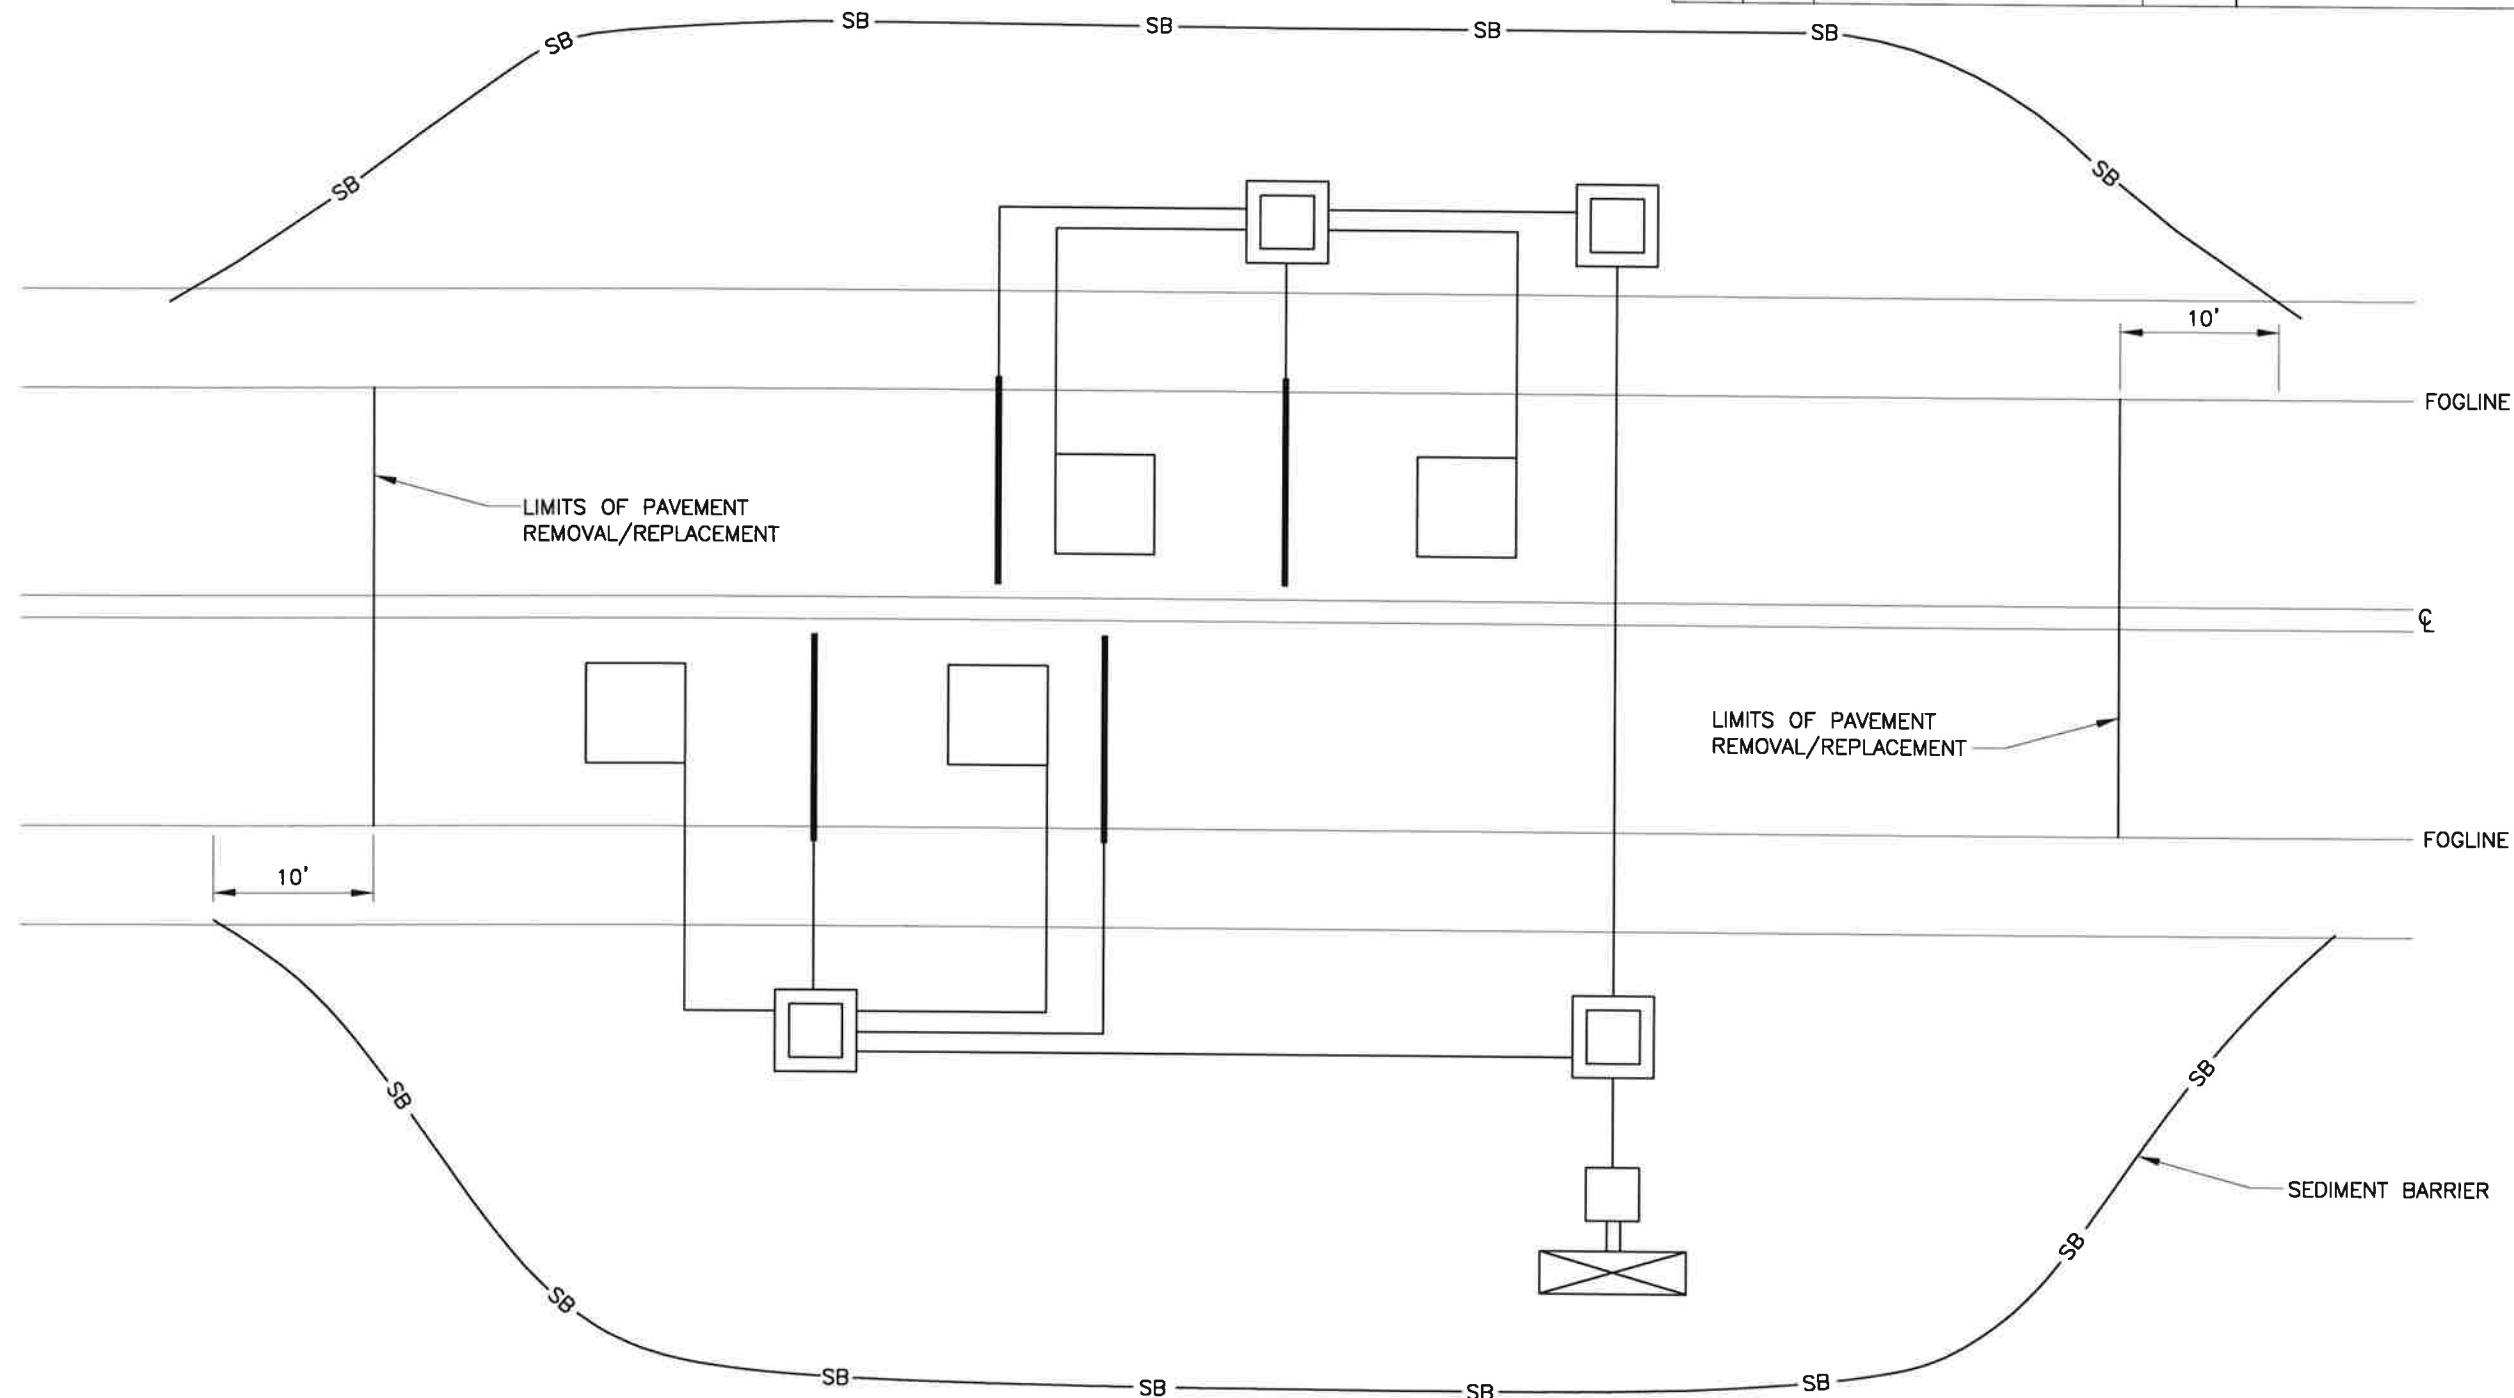 SB
SB
SB
SB
SB
SB
SB
10'
FOGLINE
LIMITS OF PAVEMENT
REMOVAL/REPLACEMENT
℄
LIMITS OF PAVEMENT
REMOVAL/REPLACEMENT
FOGLINE
10'
SB
SB
SEDIMENT BARRIER
SB
SB
SB
SB
SB
SB